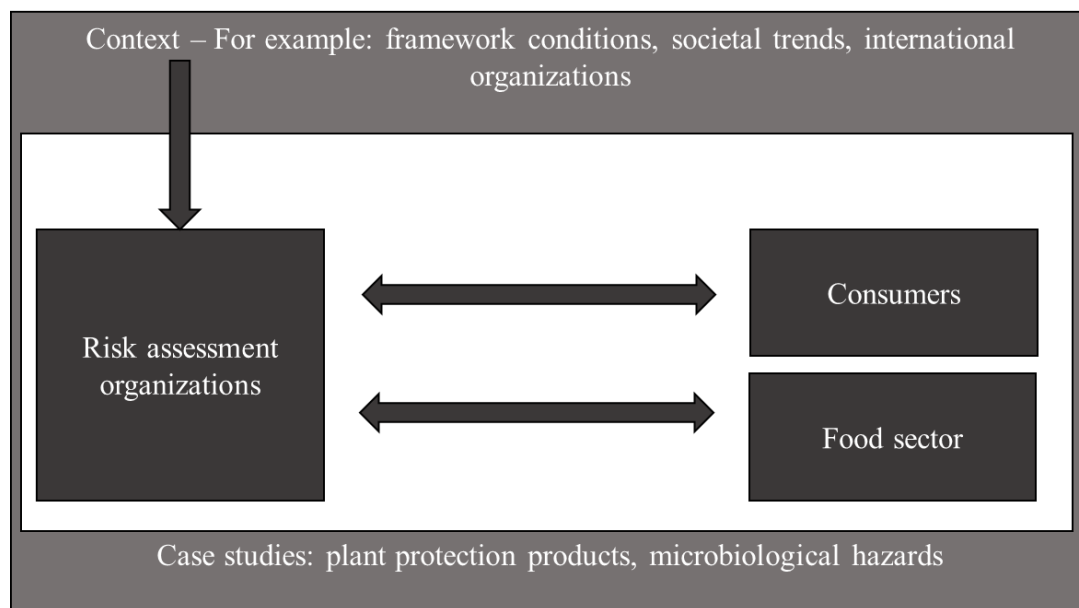 Context – For example: framework conditions, societal trends, international
organizations
Risk assessment
organizations
Consumers
Food sector
Case studies: plant protection products, microbiological hazards